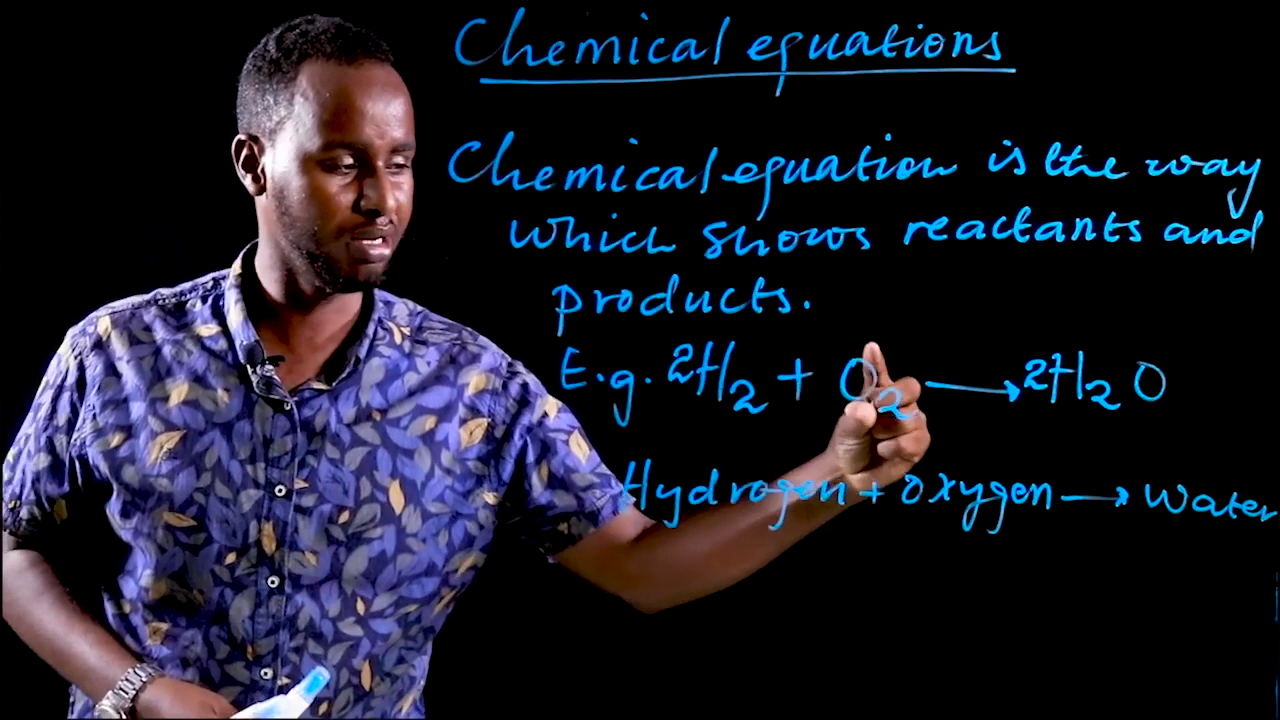 Chemical equations
Chemical equation is the way
which shows reactants and
products.
E.g. 2H₂ + O₂ → 2H₂O
Hydrogen + oxygen → water